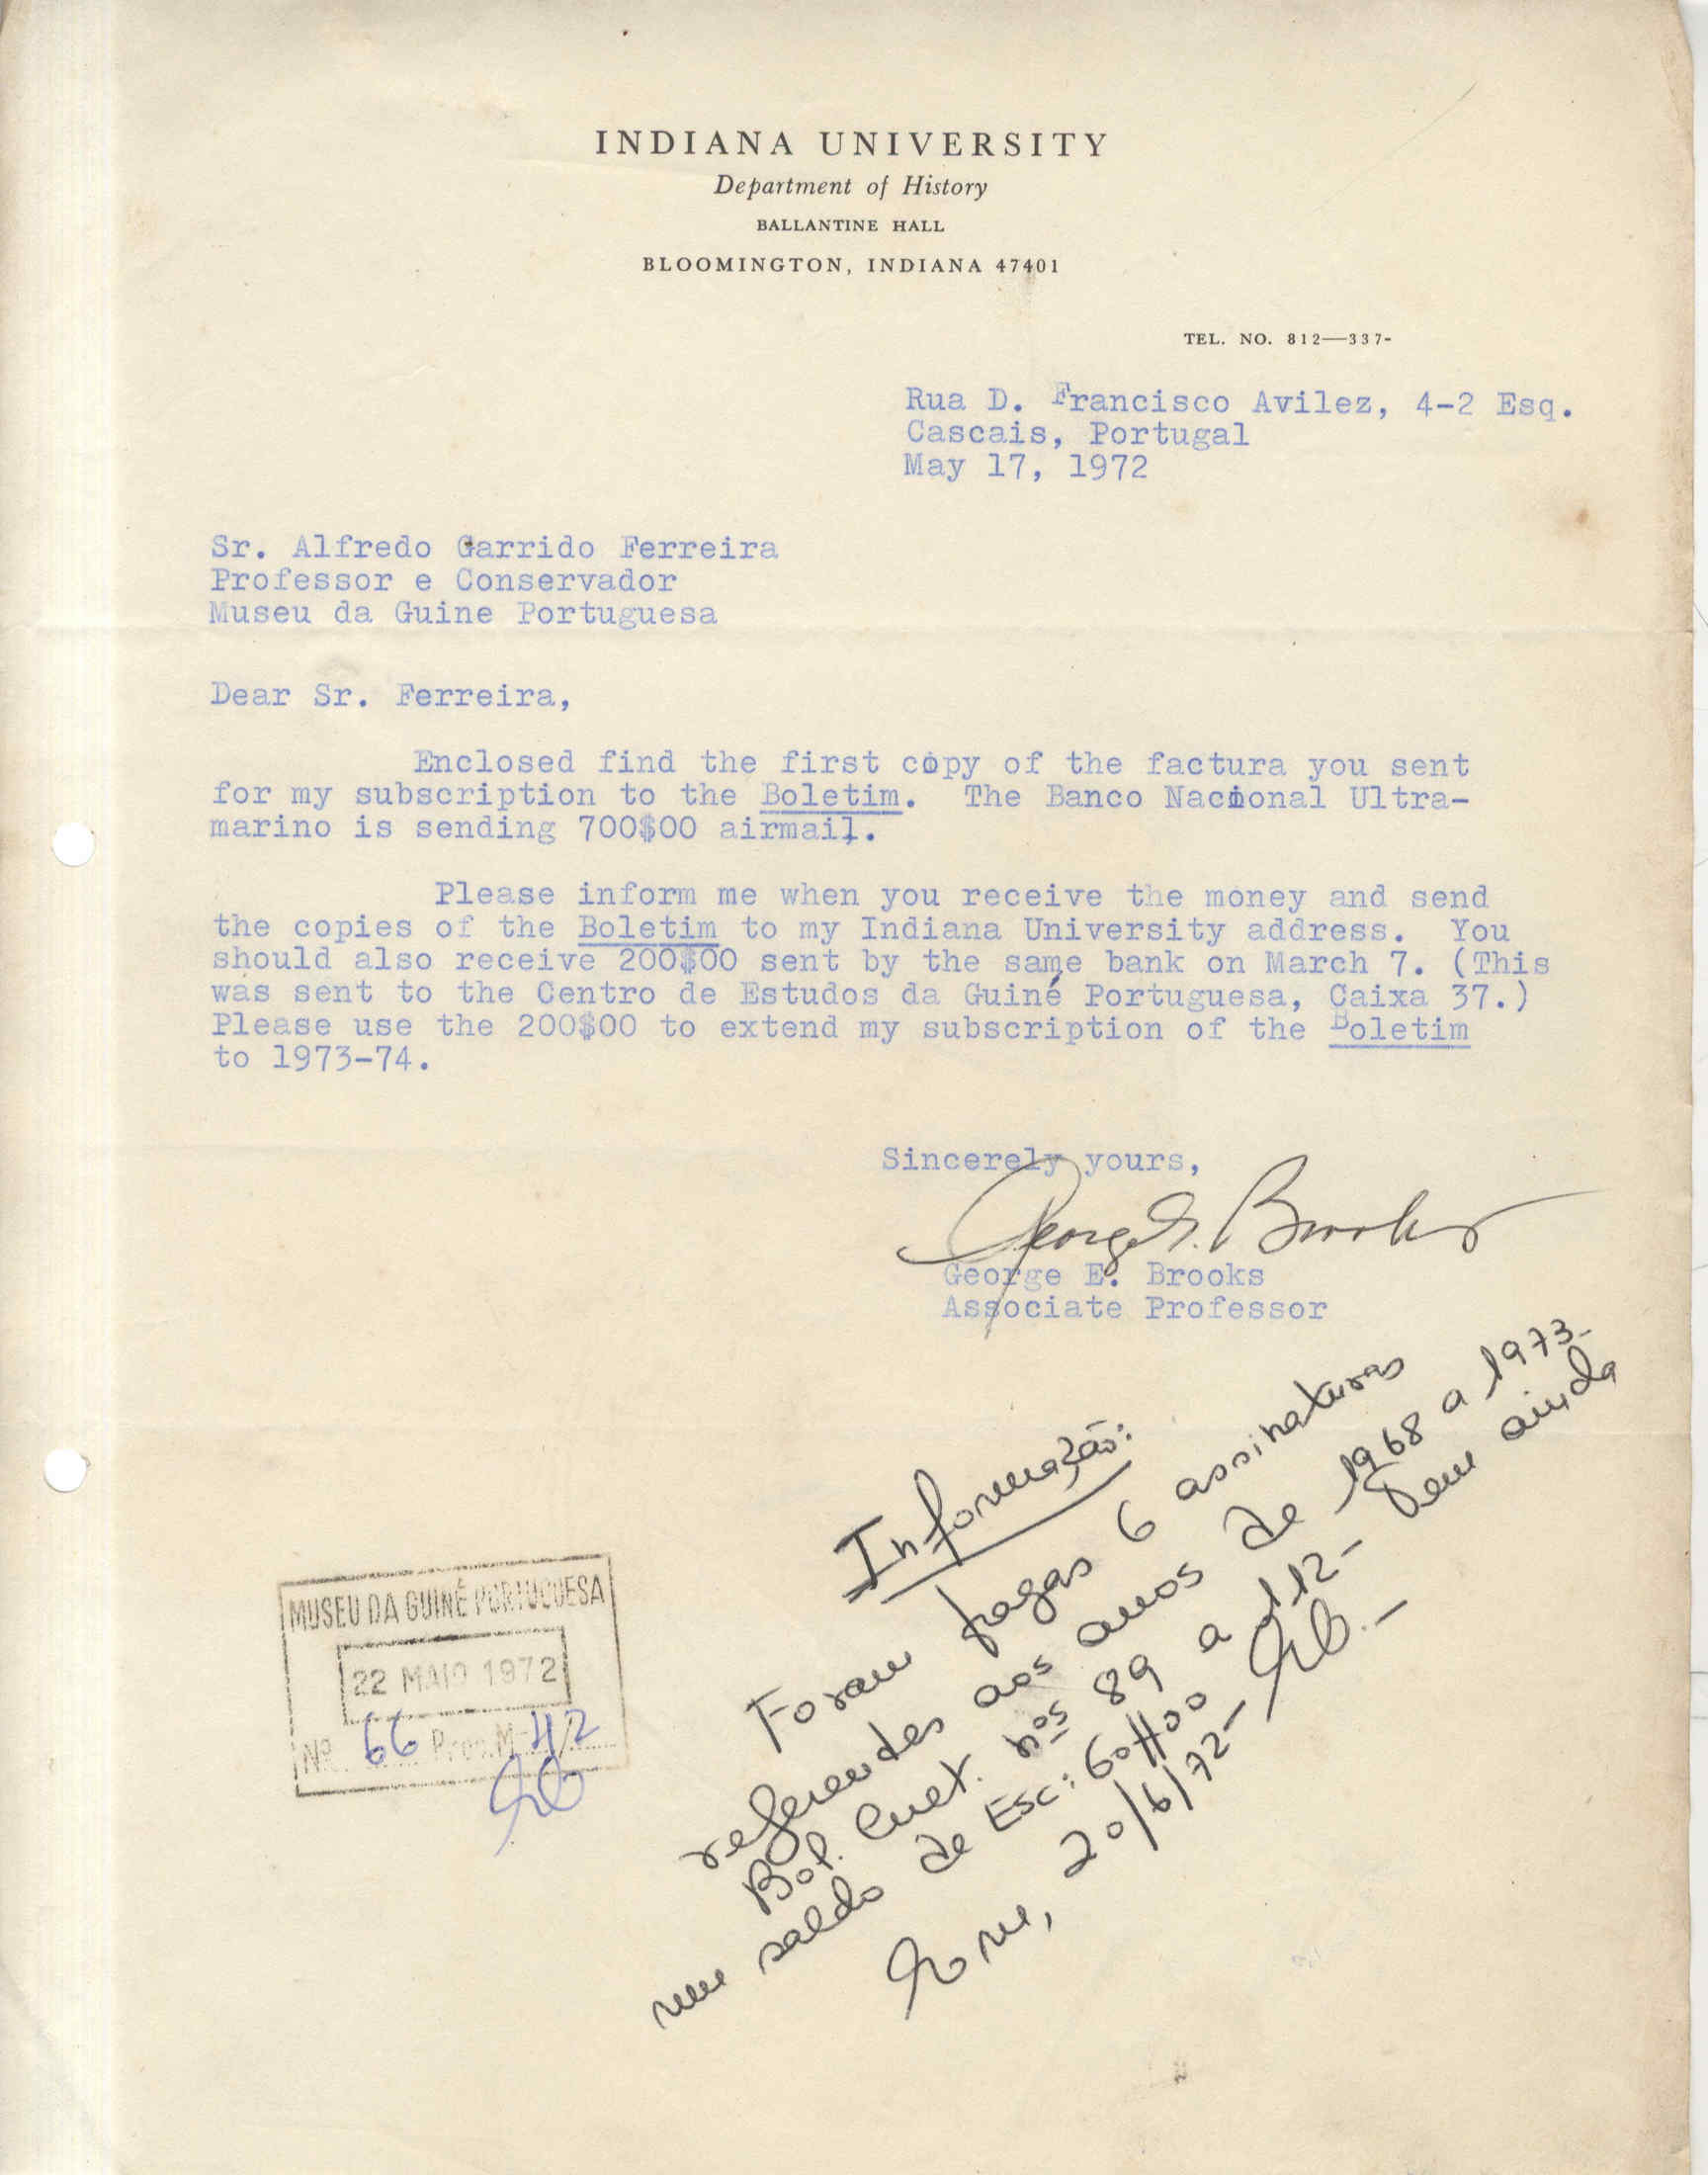 INDIANA UNIVERSITY
Department of History
BALLANTINE HALL
BLOOMINGTON, INDIANA 47401
TEL. NO. 812—337-
Rua D. Francisco Avilez, 4-2 Esq.
Cascais, Portugal
May 17, 1972
Sr. Alfredo Garrido Ferreira
Professor e Conservador
Museu da Guine Portuguesa
Dear Sr. Ferreira,
Enclosed find the first copy of the factura you sent
for my subscription to the Boletim. The Banco Nacional Ultra-
marino is sending 700$00 airmail.
Please inform me when you receive the money and send
the copies of the Boletim to my Indiana University address. You
should also receive 200$00 sent by the same bank on March 7. (This
was sent to the Centro de Estudos da Guiné Portuguesa, Caixa 37.)
Please use the 200$00 to extend my subscription of the Boletim
to 1973-74.
Sincerely yours,
George E. Brooks
George E. Brooks
Associate Professor
Informação:
Foram pagas 6 assinaturas
referentes aos anos de 1968 a 1973-
Bol. Cult. nos 89 a 112- Tem ainda
um saldo de Esc: 60$00
20/6/72-
MUSEU DA GUINÉ PORTUGUESA
22 MAIO 1972
Nº 66 Proc. M-4/2